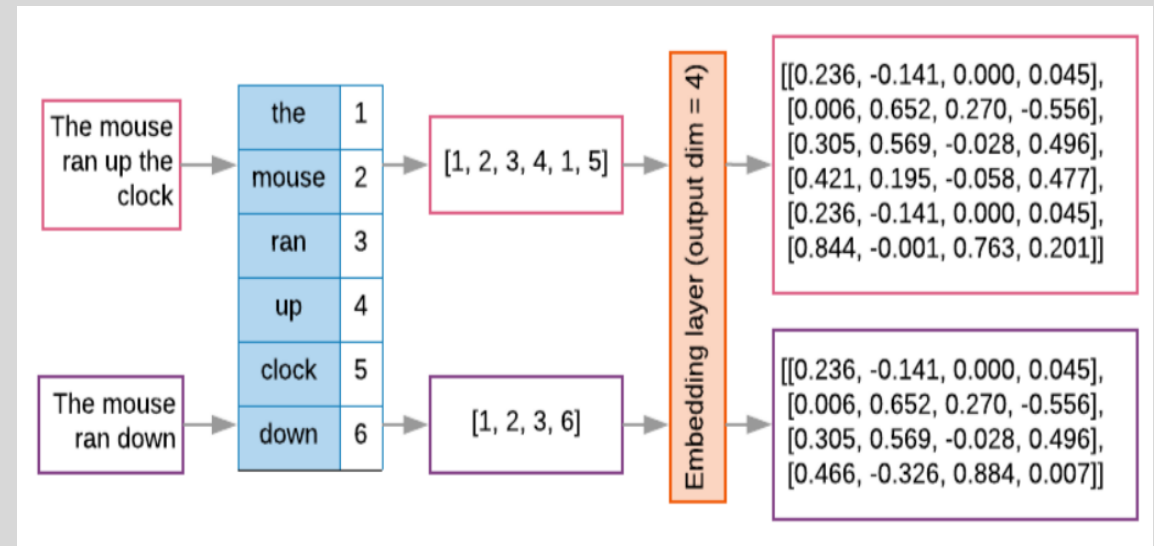 The mouse
ran up the
clock
the 1
mouse 2
ran 3
up 4
clock 5
down 6
[1, 2, 3, 4, 1, 5]
Embedding layer (output dim = 4)
[[0.236, -0.141, 0.000, 0.045],
[0.006, 0.652, 0.270, -0.556],
[0.305, 0.569, -0.028, 0.496],
[0.421, 0.195, -0.058, 0.477],
[0.236, -0.141, 0.000, 0.045],
[0.844, -0.001, 0.763, 0.201]]
The mouse
ran down
[1, 2, 3, 6]
[[0.236, -0.141, 0.000, 0.045],
[0.006, 0.652, 0.270, -0.556],
[0.305, 0.569, -0.028, 0.496],
[0.466, -0.326, 0.884, 0.007]]